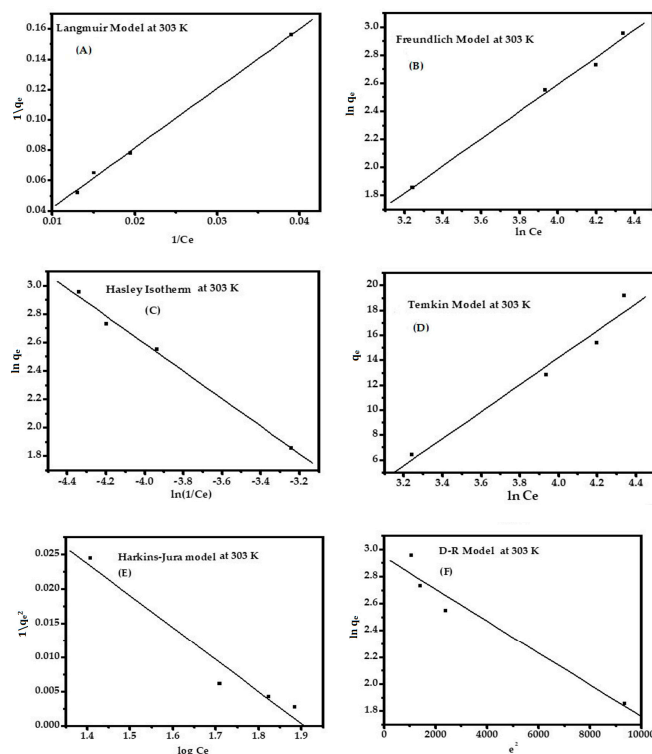 Langmuir Model at 303 K
(A)
1\qe
0.16
0.14
0.12
0.10
0.08
0.06
0.04
0.01 0.02 0.03 0.04
1/Ce
Freundlich Model at 303 K
(B)
ln qe
3.0
2.8
2.6
2.4
2.2
2.0
1.8
3.2 3.4 3.6 3.8 4.0 4.2 4.4
ln Ce
Hasley Isotherm at 303 K
(C)
ln qe
3.0
2.6
2.4
2.2
2.0
1.8
-4.4 -4.2 -4.0 -3.8 -3.6 -3.4 -3.2
ln(1/Ce)
Temkin Model at 303 K
(D)
qe
20
18
16
14
12
10
8
6
3.2 3.4 3.6 3.8 4.0 4.2 4.4
ln Ce
Harkins-Jura model at 303 K
(E)
1\qe2
0.025
0.020
0.015
0.010
0.005
0.000
1.4 1.5 1.6 1.7 1.8 1.9
log Ce
D-R Model at 303 K
(F)
ln qe
3.0
2.8
2.6
2.4
2.2
2.0
1.8
0 2000 4000 6000 8000 10000
e2